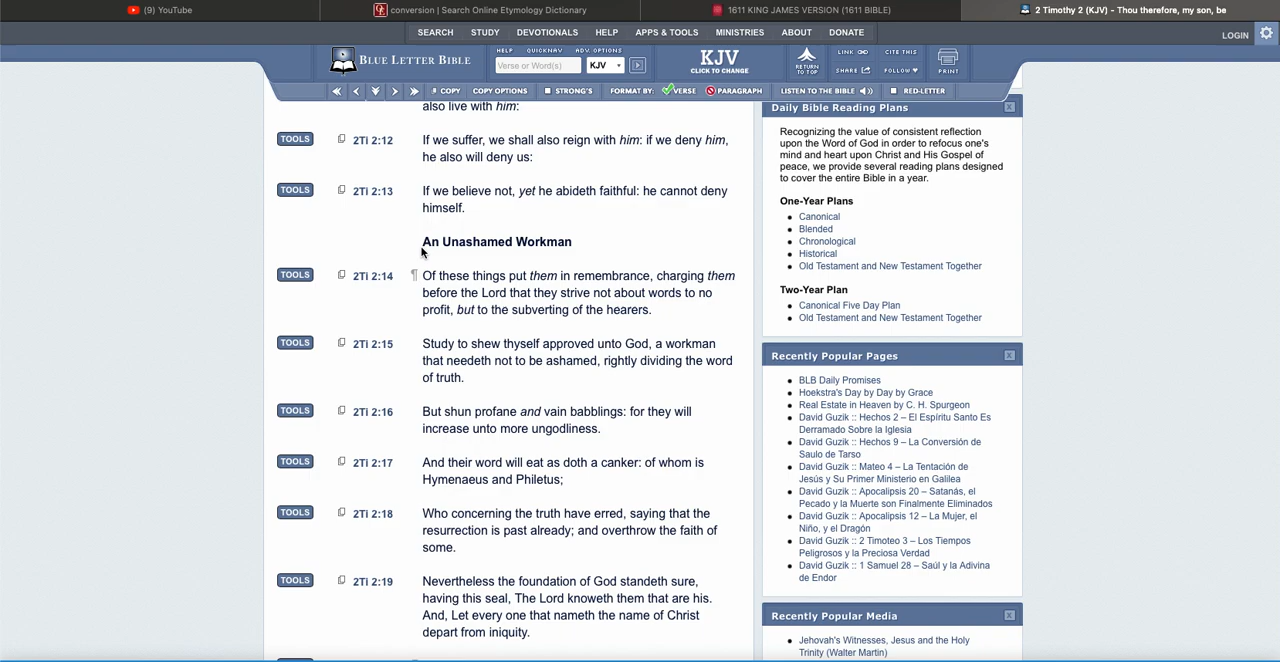 (9) YouTube
conversion | Search Online Etymology Dictionary
1611 KING JAMES VERSION (1611 BIBLE)
2 Timothy 2 (KJV) - Thou therefore, my son, be
SEARCH STUDY DEVOTIONALS HELP APPS & TOOLS MINISTRIES ABOUT DONATE
LOGIN
BLUE LETTER BIBLE
HELP QUICKNAV ADV. OPTIONS
Verse or Word(s) KJV
KJV
CLICK TO CHANGE
RETURN
TO TOP
LINK CITE THIS
SHARE FOLLOW
PRINT
COPY COPY OPTIONS STRONG'S FORMAT BY: VERSE PARAGRAPH LISTEN TO THE BIBLE RED-LETTER
also live with him:
TOOLS 2Ti 2:12 If we suffer, we shall also reign with him: if we deny him,
he also will deny us:
TOOLS 2Ti 2:13 If we believe not, yet he abideth faithful: he cannot deny
himself.
An Unashamed Workman
TOOLS 2Ti 2:14 ¶ Of these things put them in remembrance, charging them
before the Lord that they strive not about words to no
profit, but to the subverting of the hearers.
TOOLS 2Ti 2:15 Study to shew thyself approved unto God, a workman
that needeth not to be ashamed, rightly dividing the word
of truth.
TOOLS 2Ti 2:16 But shun profane and vain babblings: for they will
increase unto more ungodliness.
TOOLS 2Ti 2:17 And their word will eat as doth a canker: of whom is
Hymenaeus and Philetus;
TOOLS 2Ti 2:18 Who concerning the truth have erred, saying that the
resurrection is past already; and overthrow the faith of
some.
TOOLS 2Ti 2:19 Nevertheless the foundation of God standeth sure,
having this seal, The Lord knoweth them that are his.
And, Let every one that nameth the name of Christ
depart from iniquity.
Daily Bible Reading Plans
Recognizing the value of consistent reflection
upon the Word of God in order to refocus one's
mind and heart upon Christ and His Gospel of
peace, we provide several reading plans designed
to cover the entire Bible in a year.
One-Year Plans
Canonical
Blended
Chronological
Historical
Old Testament and New Testament Together
Two-Year Plan
Canonical Five Day Plan
Old Testament and New Testament Together
Recently Popular Pages
BLB Daily Promises
Hoekstra's Day by Day by Grace
Real Estate in Heaven by C. H. Spurgeon
David Guzik :: Hechos 2 – El Espíritu Santo Es
Derramado Sobre la Iglesia
David Guzik :: Hechos 9 – La Conversión de
Saulo de Tarso
David Guzik :: Mateo 4 – La Tentación de
Jesús y Su Primer Ministerio en Galilea
David Guzik :: Apocalipsis 20 – Satanás, el
Pecado y la Muerte son Finalmente Eliminados
David Guzik :: Apocalipsis 12 – La Mujer, el
Niño, y el Dragón
David Guzik :: 2 Timoteo 3 – Los Tiempos
Peligrosos y la Preciosa Verdad
David Guzik :: 1 Samuel 28 – Saúl y la Adivina
de Endor
Recently Popular Media
Jehovah's Witnesses, Jesus and the Holy
Trinity (Walter Martin)